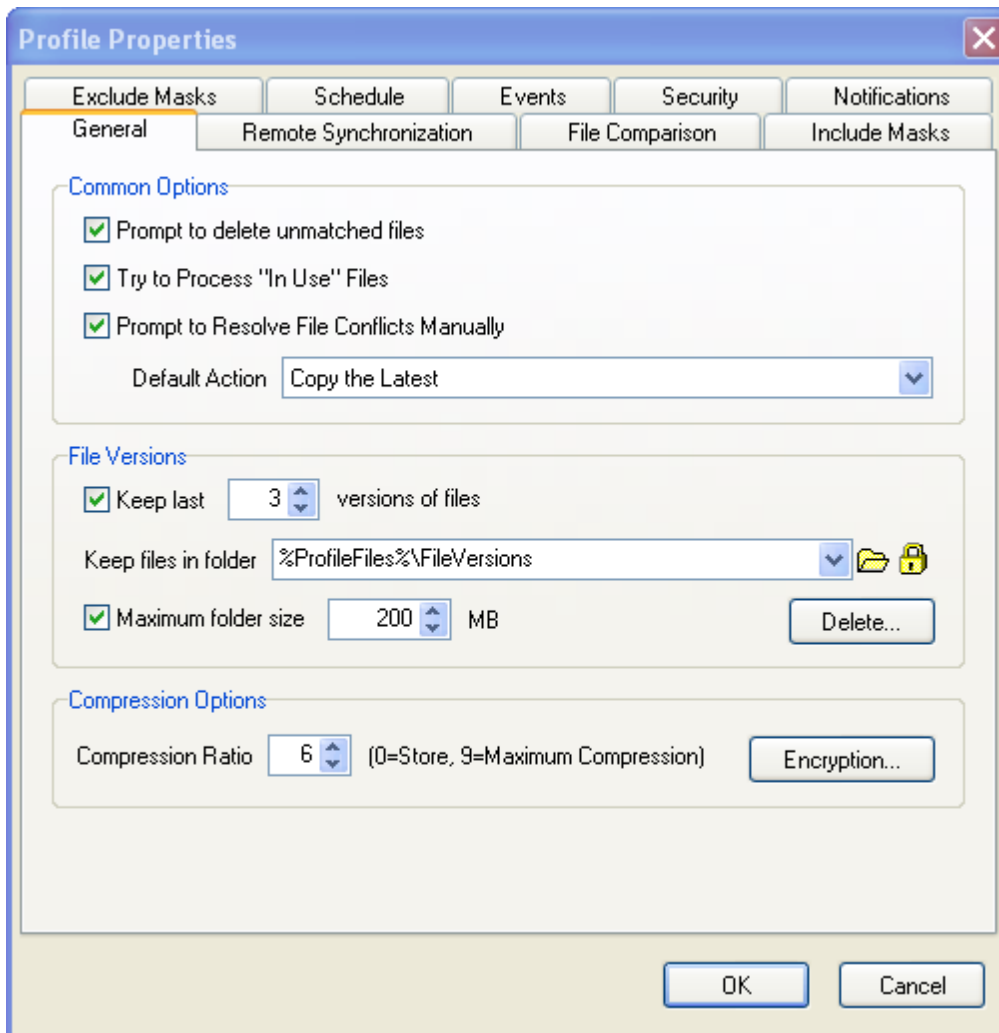 Profile Properties
Exclude Masks Schedule Events Security Notifications
General Remote Synchronization File Comparison Include Masks
Common Options
Prompt to delete unmatched files
Try to Process "In Use" Files
Prompt to Resolve File Conflicts Manually
Default Action Copy the Latest
File Versions
Keep last 3 versions of files
Keep files in folder %ProfileFiles%\FileVersions
Maximum folder size 200 MB Delete...
Compression Options
Compression Ratio 6 (0=Store, 9=Maximum Compression) Encryption...
OK Cancel